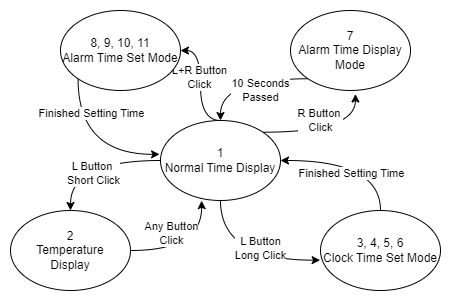 8, 9, 10, 11
Alarm Time Set Mode
7
Alarm Time Display
Mode
L+R Button
Click
10 Seconds
Passed
Finished Setting Time
R Button
Click
1
Normal Time Display
L Button
Short Click
Finished Setting Time
2
Temperature
Display
Any Button
Click
L Button
Long Click
3, 4, 5, 6
Clock Time Set Mode